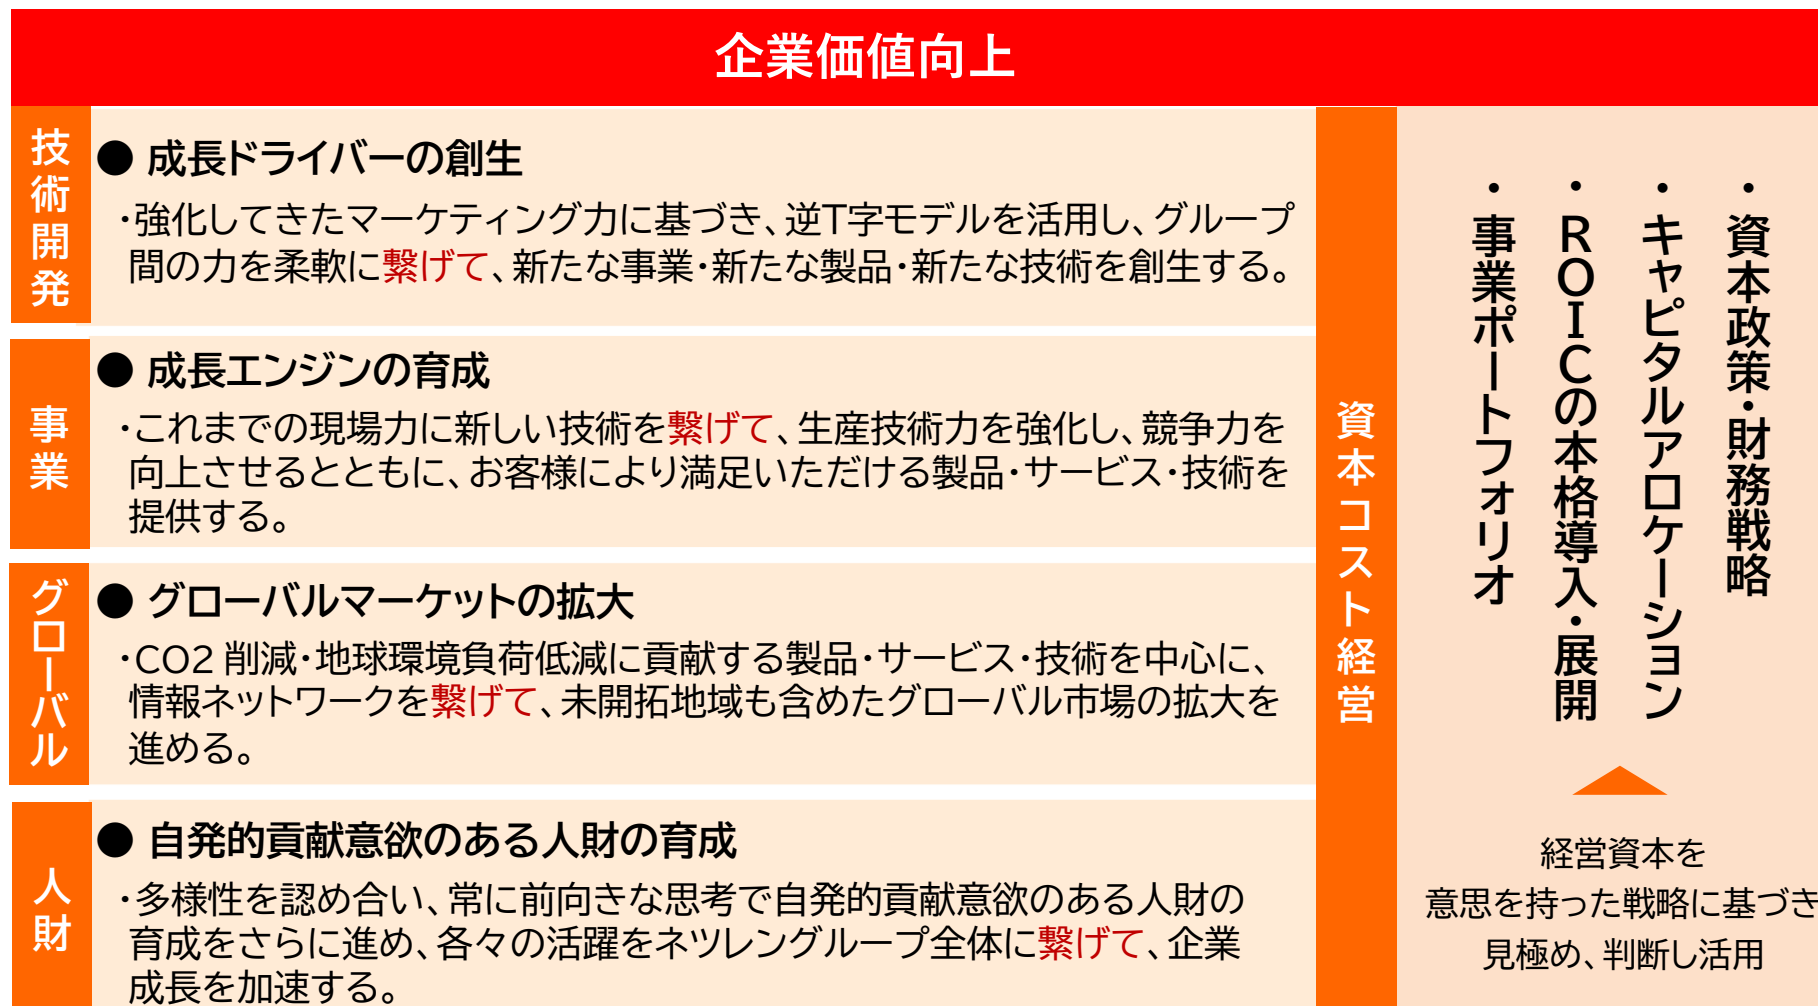 企業価値向上
技術開発
● 成長ドライバーの創生
・強化してきたマーケティング力に基づき、逆T字モデルを活用し、グループ
間の力を柔軟に繋げて、新たな事業・新たな製品・新たな技術を創生する。
事業
● 成長エンジンの育成
・これまでの現場力に新しい技術を繋げて、生産技術力を強化し、競争力を
向上させるとともに、お客様により満足いただける製品・サービス・技術を
提供する。
グローバル
● グローバルマーケットの拡大
・CO2 削減・地球環境負荷低減に貢献する製品・サービス・技術を中心に、
情報ネットワークを繋げて、未開拓地域も含めたグローバル市場の拡大を
進める。
人財
● 自発的貢献意欲のある人財の育成
・多様性を認め合い、常に前向きな思考で自発的貢献意欲のある人財の
育成をさらに進め、各々の活躍をネツレングループ全体に繋げて、企業
成長を加速する。
資本コスト経営
・資本政策・財務戦略
・キャピタルアロケーション
・ROICの本格導入・展開
・事業ポートフォリオ
経営資本を
意思を持った戦略に基づき
見極め、判断し活用